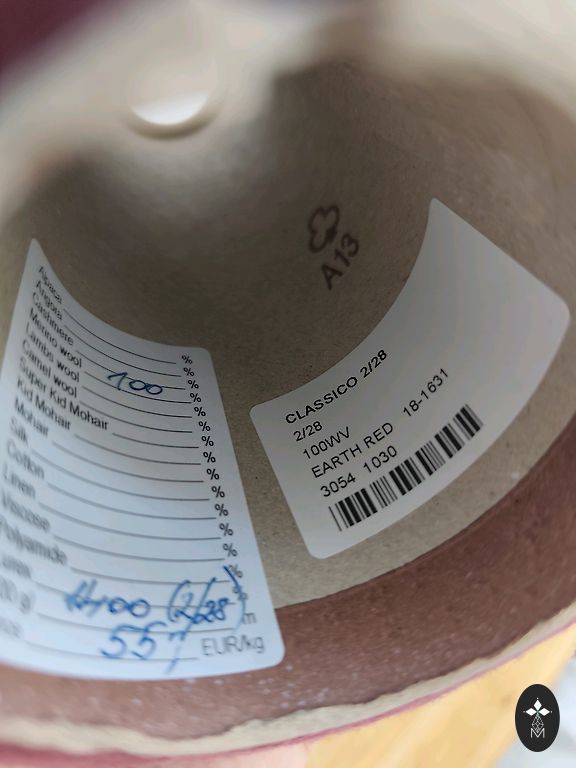 A13
Alpaca %
Angora %
Cashmere %
Merino wool 100 %
Lambs wool %
Camel wool %
Super Kid Mohair %
Kid Mohair %
Mohair %
Silk %
Cotton %
Linen %
Viscose %
Polyamide %
(2/28) m
55,- EUR/kg
CLASSICO 2/28
2/28
100WV
EARTH RED 18-1631
3054 1030
M